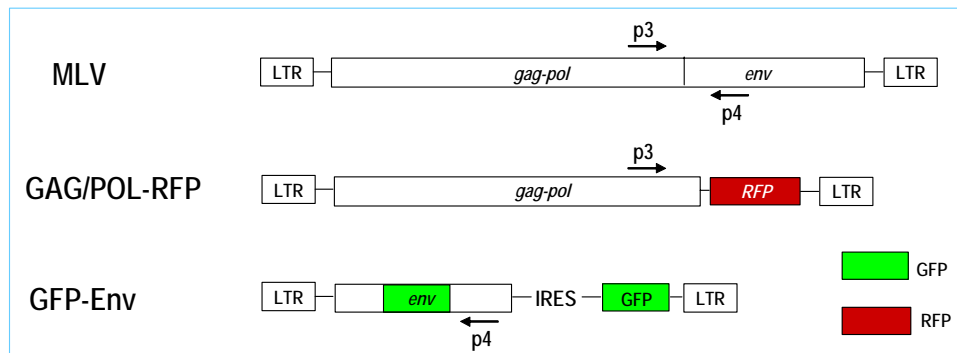 p3
MLV LTR gag-pol env LTR
p4
p3
GAG/POL-RFP LTR gag-pol RFP LTR
GFP
GFP-Env LTR env IRES GFP LTR
p4
RFP